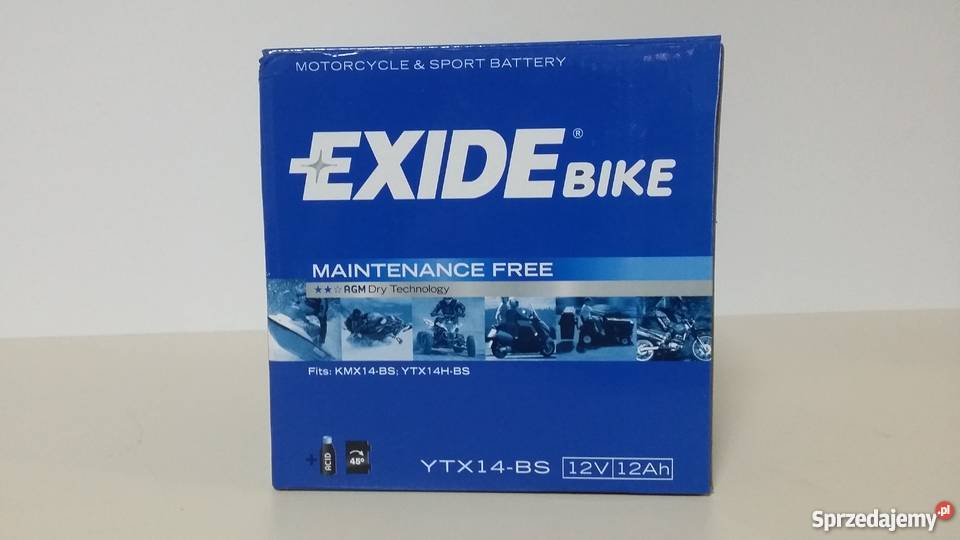 MOTORCYCLE & SPORT BATTERY
EXIDE® BIKE
MAINTENANCE FREE
AGM Dry Technology
Fits: KMX14-BS; YTX14H-BS
+ ACID 45°
YTX14-BS 12V 12Ah
Sprzedajemy.pl